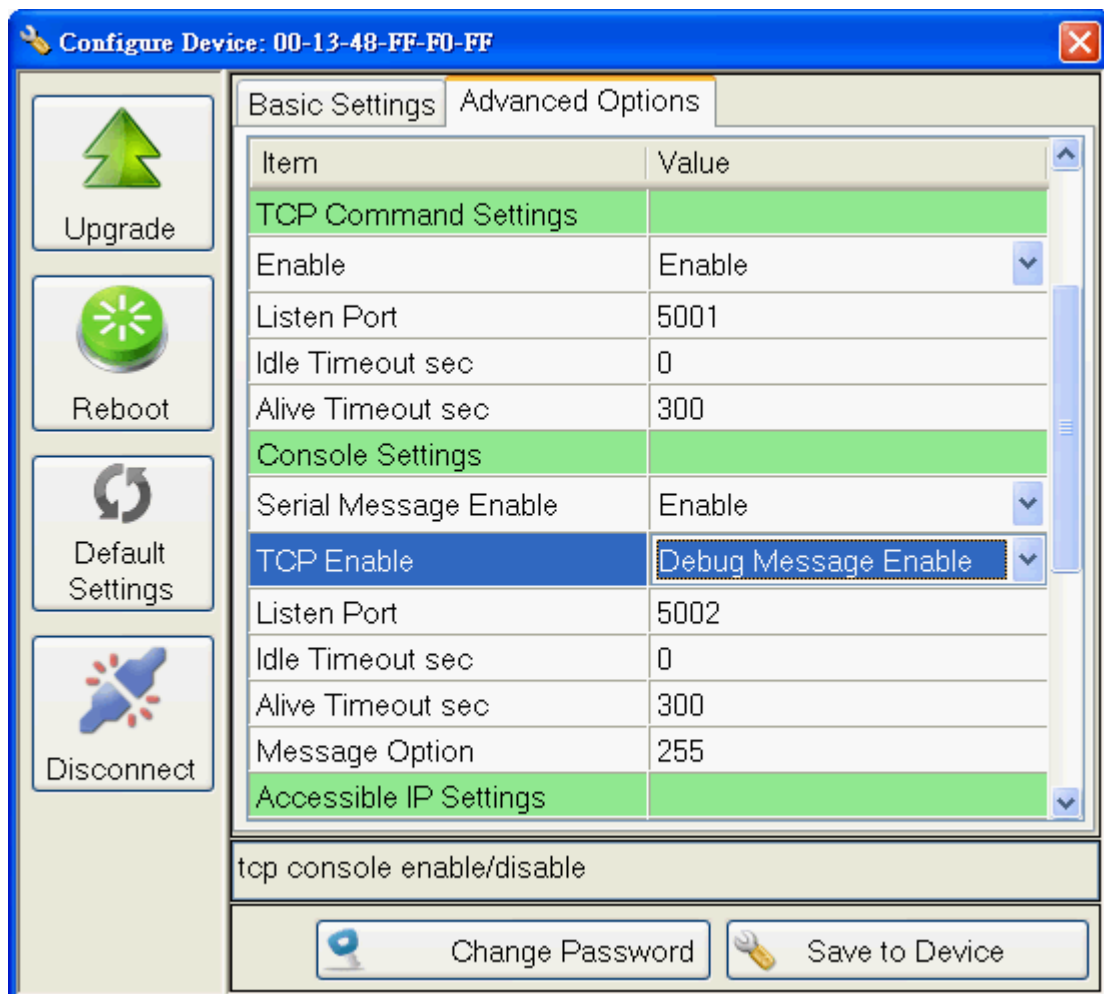 Configure Device: 00-13-48-FF-F0-FF
Upgrade
Reboot
Default
Settings
Disconnect
Basic Settings Advanced Options
Item Value
TCP Command Settings
Enable Enable
Listen Port 5001
Idle Timeout sec 0
Alive Timeout sec 300
Console Settings
Serial Message Enable Enable
TCP Enable Debug Message Enable
Listen Port 5002
Idle Timeout sec 0
Alive Timeout sec 300
Message Option 255
Accessible IP Settings
tcp console enable/disable
Change Password Save to Device